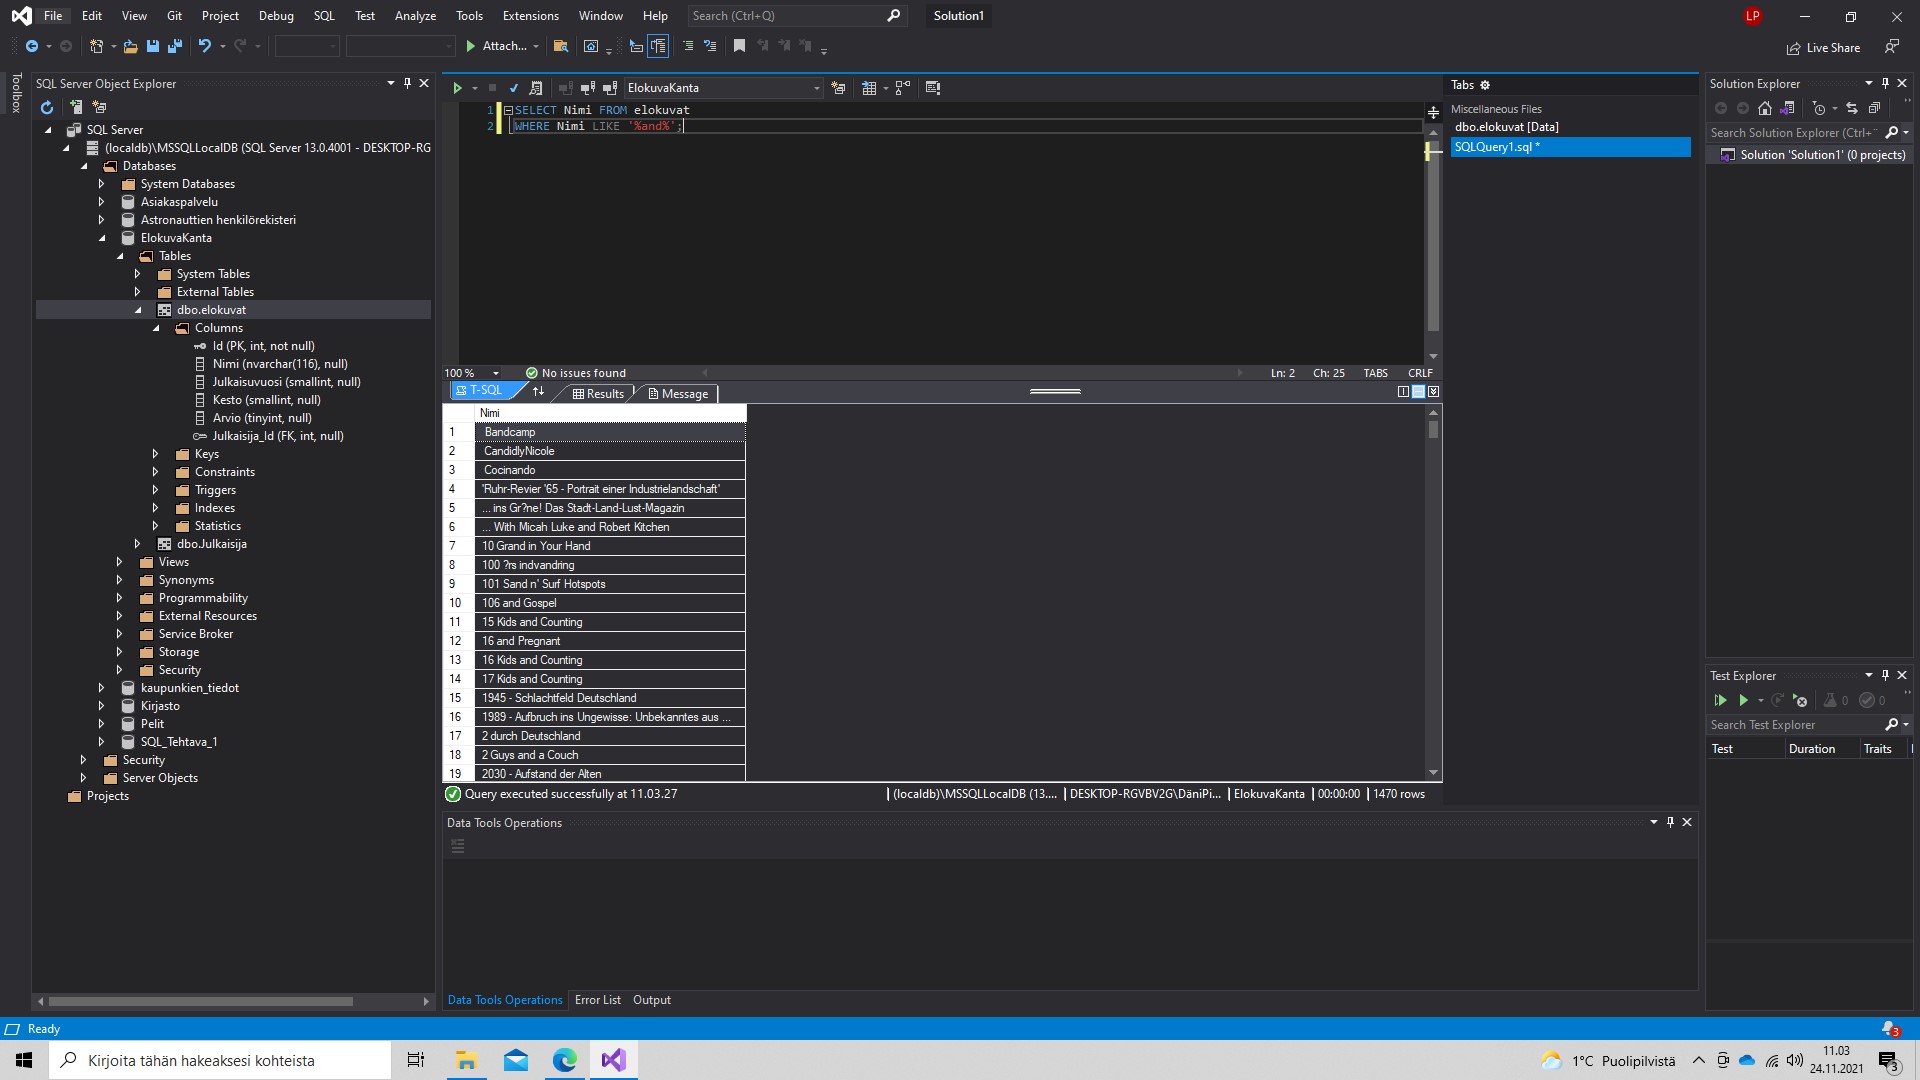 File Edit View Git Project Debug SQL Test Analyze Tools Extensions Window Help Search (Ctrl+Q) Solution1 LP
Attach... Live Share
Toolbox
SQL Server Object Explorer
SQL Server
(localdb)\MSSQLLocalDB (SQL Server 13.0.4001 - DESKTOP-RG
Databases
System Databases
Asiakaspalvelu
Astronauttien henkilörekisteri
ElokuvaKanta
Tables
System Tables
External Tables
dbo.elokuvat
Columns
Id (PK, int, not null)
Nimi (nvarchar(116), null)
Julkaisuvuosi (smallint, null)
Kesto (smallint, null)
Arvio (tinyint, null)
Julkaisija_Id (FK, int, null)
Keys
Constraints
Triggers
Indexes
Statistics
dbo.Julkaisija
Views
Synonyms
Programmability
External Resources
Service Broker
Storage
Security
kaupunkien_tiedot
Kirjasto
Pelit
SQL_Tehtava_1
Security
Server Objects
Projects
ElokuvaKanta
1 SELECT Nimi FROM elokuvat
2 WHERE Nimi LIKE '%and%';
100 % No issues found Ln: 2 Ch: 25 TABS CRLF
T-SQL Results Message
Nimi
1 Bandcamp
2 CandidlyNicole
3 Cocinando
4 'Ruhr-Revier '65 - Portrait einer Industrielandschaft'
5 ... ins Gr?ne! Das Stadt-Land-Lust-Magazin
6 ... With Micah Luke and Robert Kitchen
7 10 Grand in Your Hand
8 100 ?rs indvandring
9 101 Sand n' Surf Hotspots
10 106 and Gospel
11 15 Kids and Counting
12 16 and Pregnant
13 16 Kids and Counting
14 17 Kids and Counting
15 1945 - Schlachtfeld Deutschland
16 1989 - Aufbruch ins Ungewisse: Unbekanntes aus ...
17 2 durch Deutschland
18 2 Guys and a Couch
19 2030 - Aufstand der Alten
Query executed successfully at 11.03.27 (localdb)\MSSQLLocalDB (13.... DESKTOP-RGVBV2G\DäniPi... ElokuvaKanta 00:00:00 1470 rows
Data Tools Operations
Data Tools Operations Error List Output
Tabs
Miscellaneous Files
dbo.elokuvat [Data]
SQLQuery1.sql *
Solution Explorer
Search Solution Explorer (Ctrl+
Solution 'Solution1' (0 projects)
Test Explorer
0 0
Search Test Explorer
Test Duration Traits
Ready 3
Kirjoita tähän hakeaksesi kohteista 1°C Puolipilvistä 11.03
24.11.2021 3